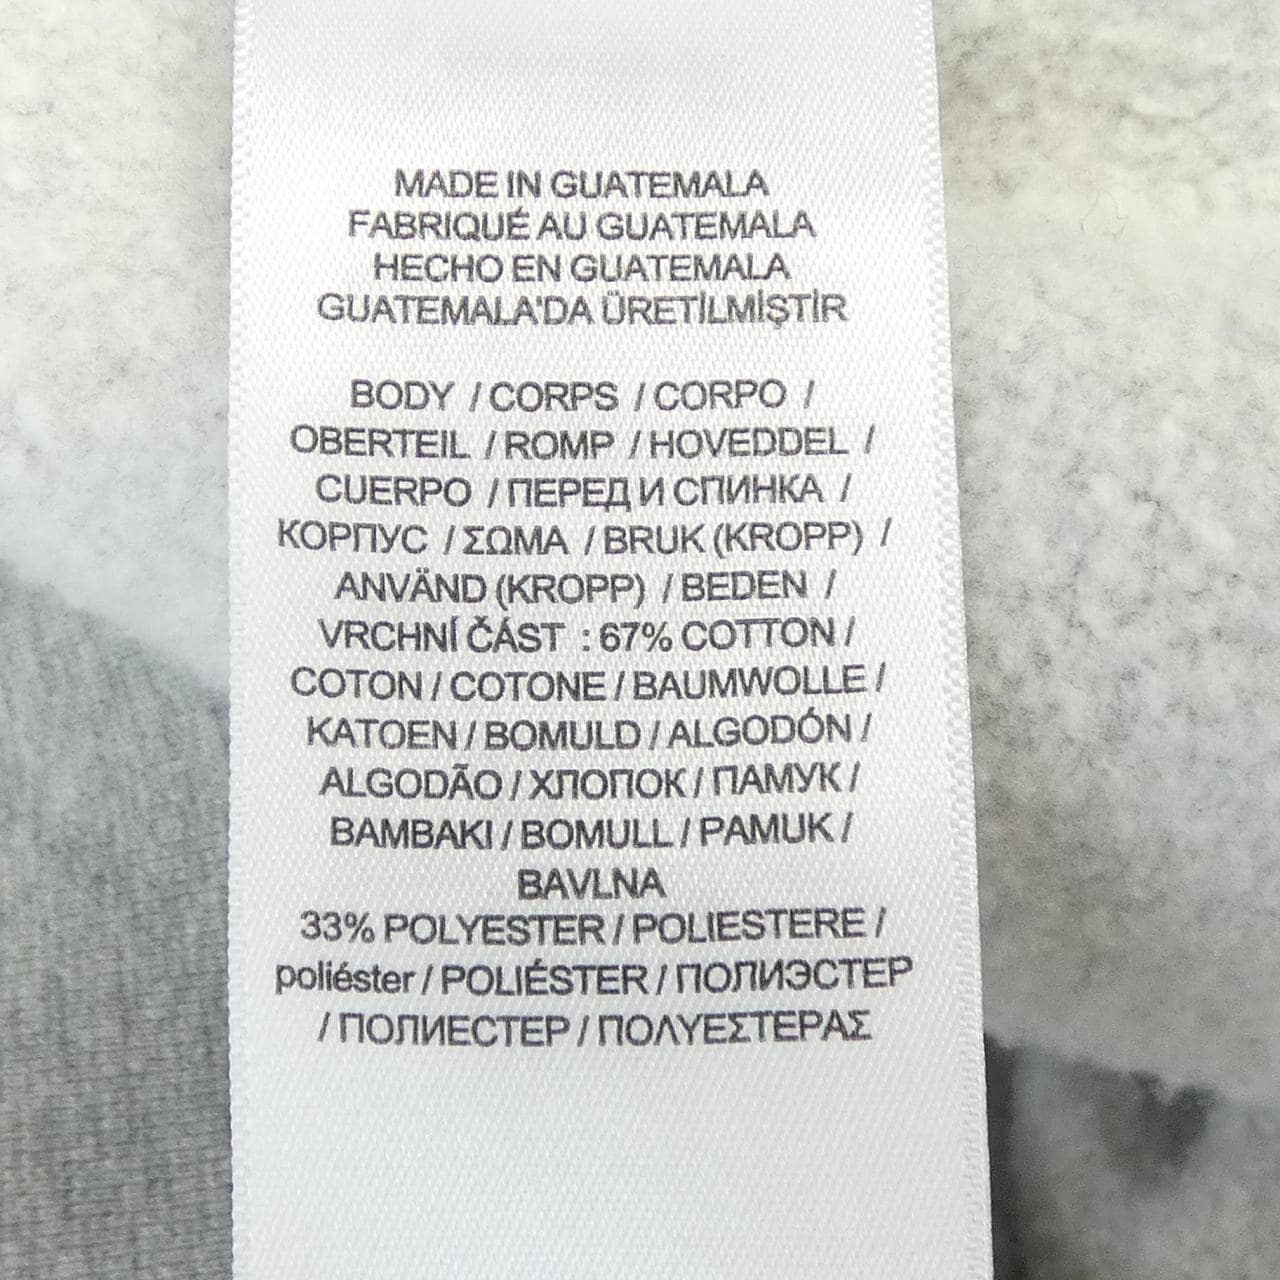 MADE IN GUATEMALA
FABRIQUÉ AU GUATEMALA
HECHO EN GUATEMALA
GUATEMALA'DA ÜRETİLMİŞTİR
BODY / CORPS / CORPO /
OBERTEIL / ROMP / HOVEDDEL /
CUERPO / ПЕРЕД И СПИНКА /
КОРПУС / ΣΩΜΑ / BRUK (KROPP) /
ANVÄND (KROPP) / BEDEN /
VRCHNÍ ČÁST : 67% COTTON /
COTON / COTONE / BAUMWOLLE /
KATOEN / BOMULD / ALGODÓN /
ALGODÃO / ХЛОПОК / ПАМУК /
ΒΑΜΒΑΚΙ / BOMULL / PAMUK /
BAVLNA
33% POLYESTER / POLIESTERE /
poliéster / POLIÉSTER / ПОЛИЭСТЕР
/ ПОЛИЕСТЕР / ΠΟΛΥΕΣΤΕΡΑΣ